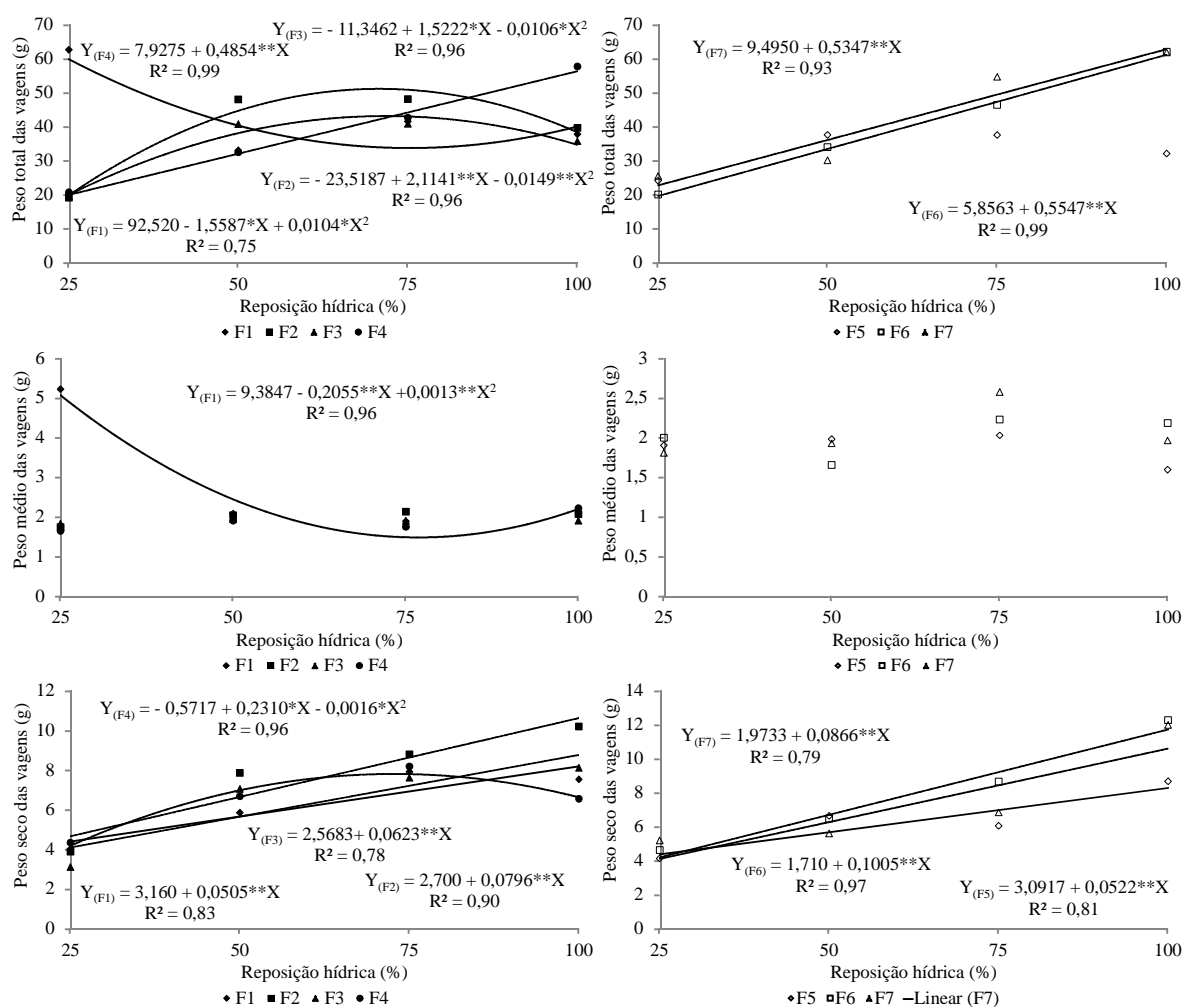 Peso total das vagens (g)
70
60
50
40
30
20
10
0
Y(F4) = 7,9275 + 0,4854**X
R² = 0,99
Y(F3) = - 11,3462 + 1,5222*X - 0,0106*X²
R² = 0,96
Y(F2) = - 23,5187 + 2,1141**X – 0,0149**X²
R² = 0,96
Y(F1) = 92,520 - 1,5587*X + 0,0104*X²
R² = 0,75
25 50 75 100
Reposição hídrica (%)
F1 F2 F3 F4
Peso total das vagens (g)
70
60
50
40
30
20
10
0
Y(F7) = 9,4950 + 0,5347**X
R² = 0,93
Y(F6) = 5,8563 + 0,5547**X
R² = 0,99
25 50 75 100
Reposição hídrica (%)
F5 F6 F7
Peso médio das vagens (g)
6
5
4
3
2
1
0
Y(F1) = 9,3847 - 0,2055**X +0,0013**X²
R² = 0,96
25 50 75 100
Reposição hídrica (%)
F1 F2 F3 F4
Peso médio das vagens (g)
3
2,5
2
1,5
1
0,5
0
25 50 75 100
Reposição hídrica (%)
F5 F6 F7
Peso seco das vagens (g)
12
10
8
6
4
2
0
Y(F4) = - 0,5717 + 0,2310*X - 0,0016*X²
R² = 0,96
Y(F3) = 2,5683+ 0,0623**X
R² = 0,78
Y(F1) = 3,160 + 0,0505**X
R² = 0,83
Y(F2) = 2,700 + 0,0796**X
R² = 0,90
25 50 75 100
Reposição hídrica (%)
F1 F2 F3 F4
Peso seco das vagens (g)
14
12
10
8
6
4
2
0
Y(F7) = 1,9733 + 0,0866**X
R² = 0,79
Y(F6) = 1,710 + 0,1005**X
R² = 0,97
Y(F5) = 3,0917 + 0,0522**X
R² = 0,81
25 50 75 100
Reposição hídrica (%)
F5 F6 F7 Linear (F7)